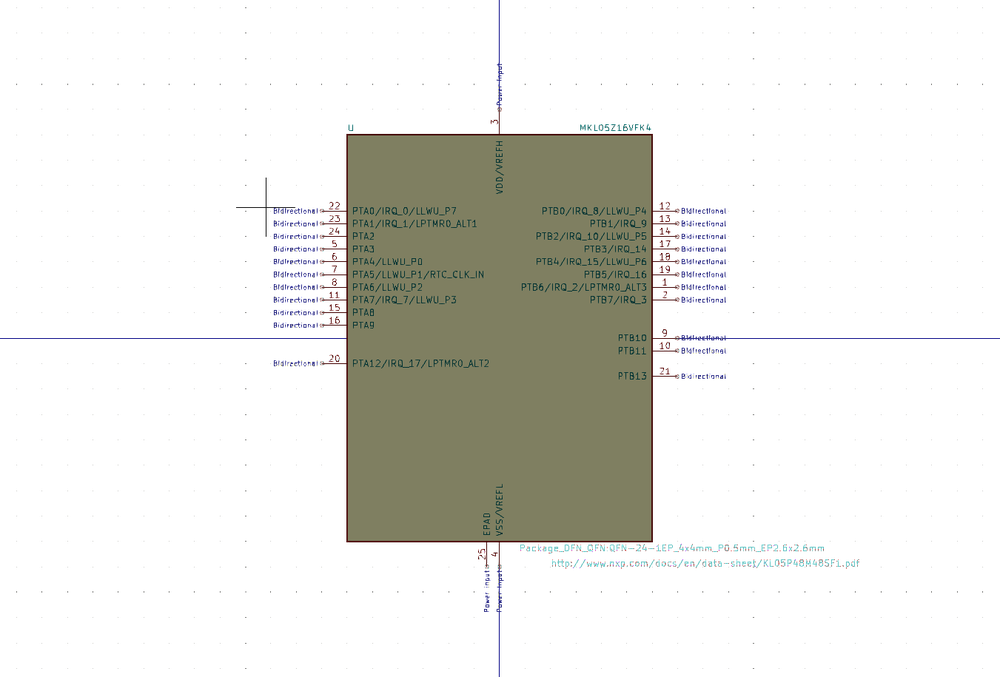 Power Input
3
U MKL05Z16VFK4
VDD/VREFH
Bidirectional 22 PTA0/IRQ_0/LLWU_P7 PTB0/IRQ_8/LLWU_P4 12 Bidirectional
Bidirectional 23 PTA1/IRQ_1/LPTMR0_ALT1 PTB1/IRQ_9 13 Bidirectional
Bidirectional 24 PTA2 PTB2/IRQ_10/LLWU_P5 14 Bidirectional
Bidirectional 5 PTA3 PTB3/IRQ_14 17 Bidirectional
Bidirectional 6 PTA4/LLWU_P0 PTB4/IRQ_15/LLWU_P6 18 Bidirectional
Bidirectional 7 PTA5/LLWU_P1/RTC_CLK_IN PTB5/IRQ_16 19 Bidirectional
Bidirectional 8 PTA6/LLWU_P2 PTB6/IRQ_2/LPTMR0_ALT3 1 Bidirectional
Bidirectional 11 PTA7/IRQ_7/LLWU_P3 PTB7/IRQ_3 2 Bidirectional
Bidirectional 15 PTA8
Bidirectional 16 PTA9
PTB10 9 Bidirectional
PTB11 10 Bidirectional
Bidirectional 20 PTA12/IRQ_17/LPTMR0_ALT2
PTB13 21 Bidirectional
EPAD VSS/VREFL
25 4
Power Input Power Input
Package_DFN_QFN:QFN-24-1EP_4x4mm_P0.5mm_EP2.6x2.6mm
http://www.nxp.com/docs/en/data-sheet/KL05P48M48SF1.pdf